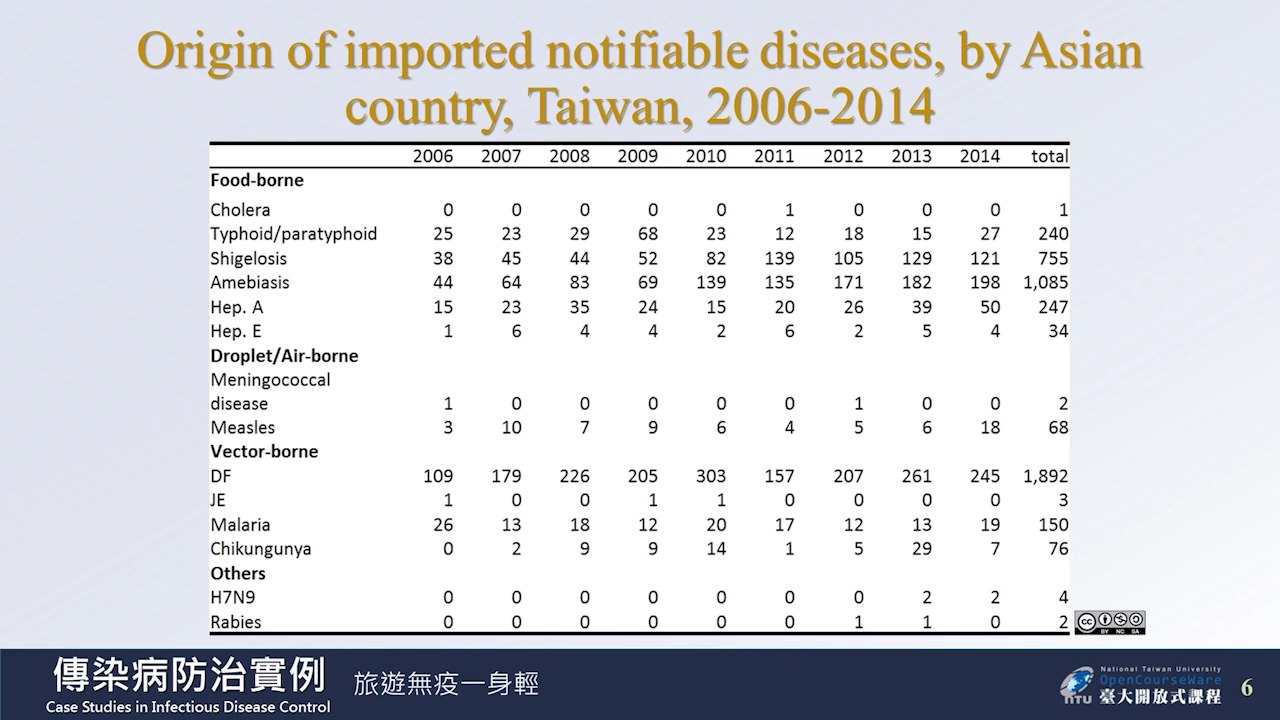 Origin of imported notifiable diseases, by Asian
country, Taiwan, 2006-2014
2006 2007 2008 2009 2010 2011 2012 2013 2014 total
Food-borne
Cholera 0 0 0 0 0 1 0 0 0 1
Typhoid/paratyphoid 25 23 29 68 23 12 18 15 27 240
Shigelosis 38 45 44 52 82 139 105 129 121 755
Amebiasis 44 64 83 69 139 135 171 182 198 1,085
Hep. A 15 23 35 24 15 20 26 39 50 247
Hep. E 1 6 4 4 2 6 2 5 4 34
Droplet/Air-borne
Meningococcal
disease 1 0 0 0 0 0 1 0 0 2
Measles 3 10 7 9 6 4 5 6 18 68
Vector-borne
DF 109 179 226 205 303 157 207 261 245 1,892
JE 1 0 0 1 1 0 0 0 0 3
Malaria 26 13 18 12 20 17 12 13 19 150
Chikungunya 0 2 9 9 14 1 5 29 7 76
Others
H7N9 0 0 0 0 0 0 0 2 2 4
Rabies 0 0 0 0 0 0 1 1 0 2
cc BY NC SA
傳染病防治實例 旅遊無疫一身輕
Case Studies in Infectious Disease Control
National Taiwan University
OpenCourseWare
NTU 臺大開放式課程
6